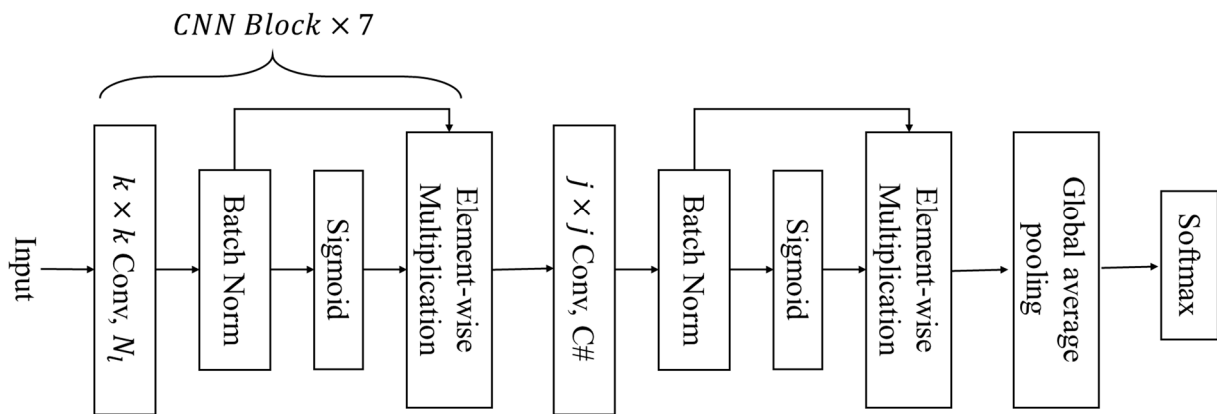 CNN Block × 7
Input
k × k Conv, N_l
Batch Norm
Sigmoid
Element-wise
Multiplication
j × j Conv, C#
Batch Norm
Sigmoid
Element-wise
Multiplication
Global average
pooling
Softmax